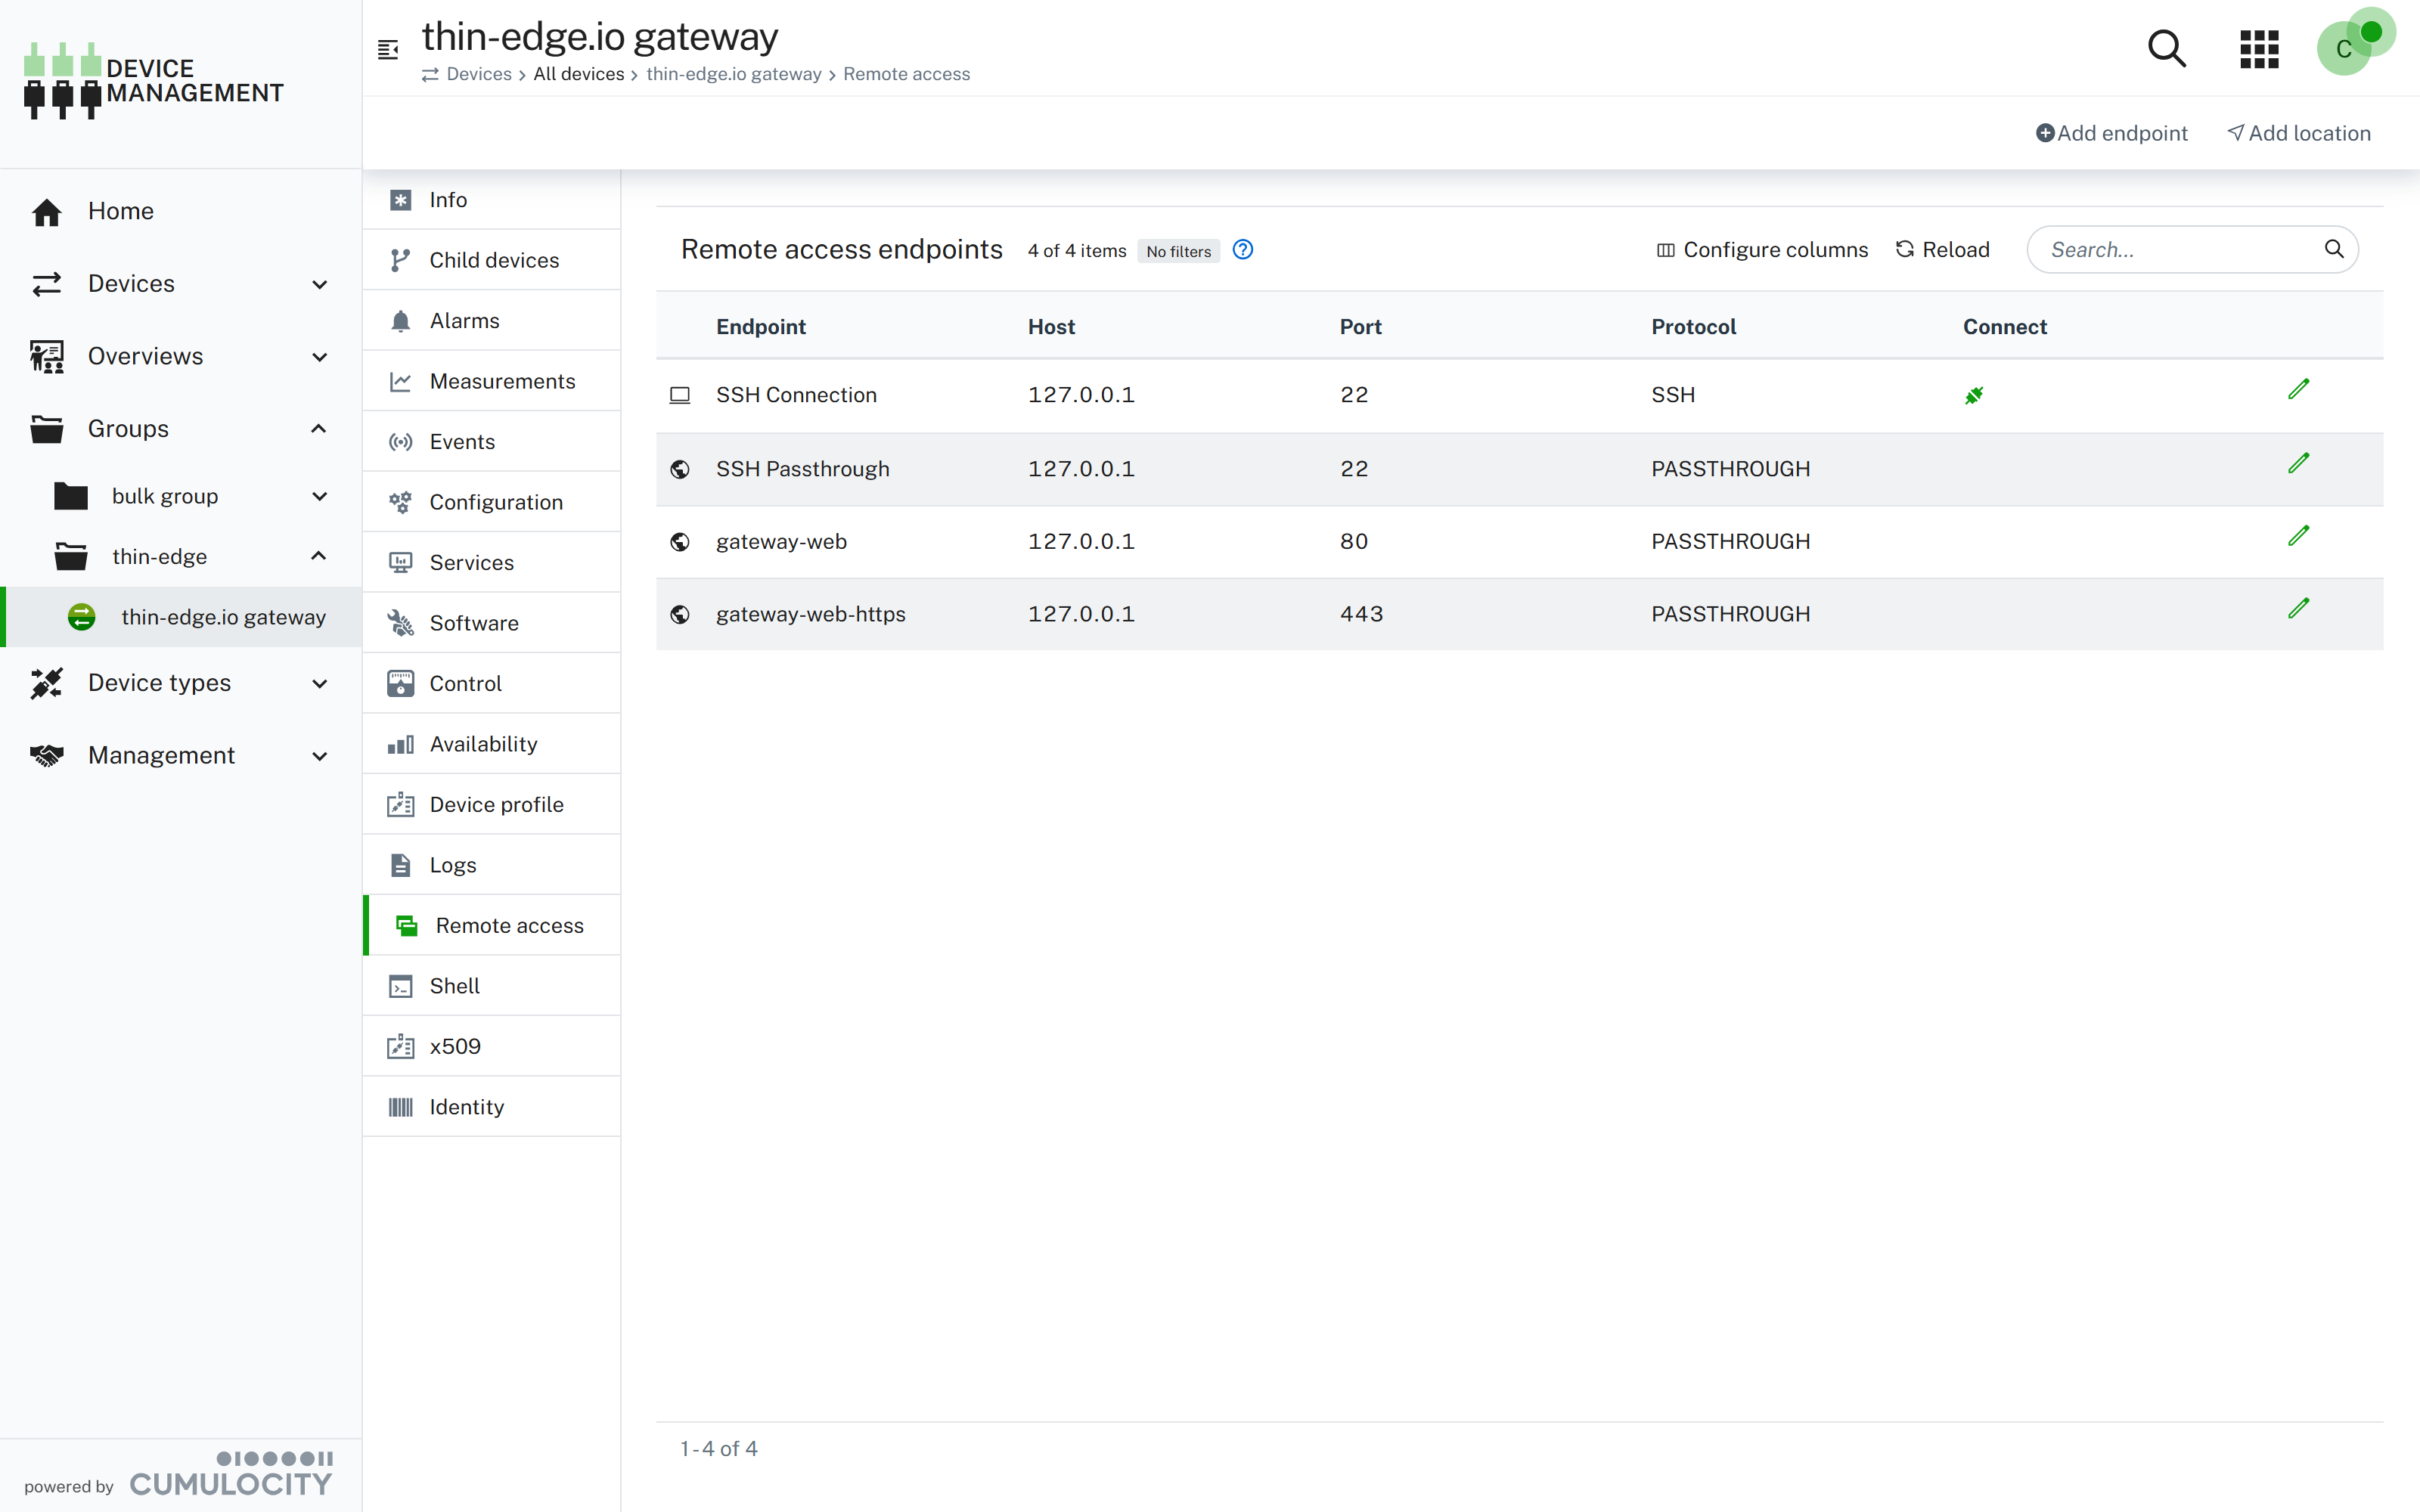 DEVICE
MANAGEMENT
Home
Devices
Overviews
Groups
bulk group
thin-edge
thin-edge.io gateway
Device types
Management
powered by CUMULOCITY
thin-edge.io gateway
Devices > All devices > thin-edge.io gateway > Remote access
C
Add endpoint Add location
Info
Child devices
Alarms
Measurements
Events
Configuration
Services
Software
Control
Availability
Device profile
Logs
Remote access
Shell
x509
Identity
Remote access endpoints 4 of 4 items No filters ? Configure columns Reload Search...
Endpoint Host Port Protocol Connect
SSH Connection 127.0.0.1 22 SSH
SSH Passthrough 127.0.0.1 22 PASSTHROUGH
gateway-web 127.0.0.1 80 PASSTHROUGH
gateway-web-https 127.0.0.1 443 PASSTHROUGH
1-4 of 4